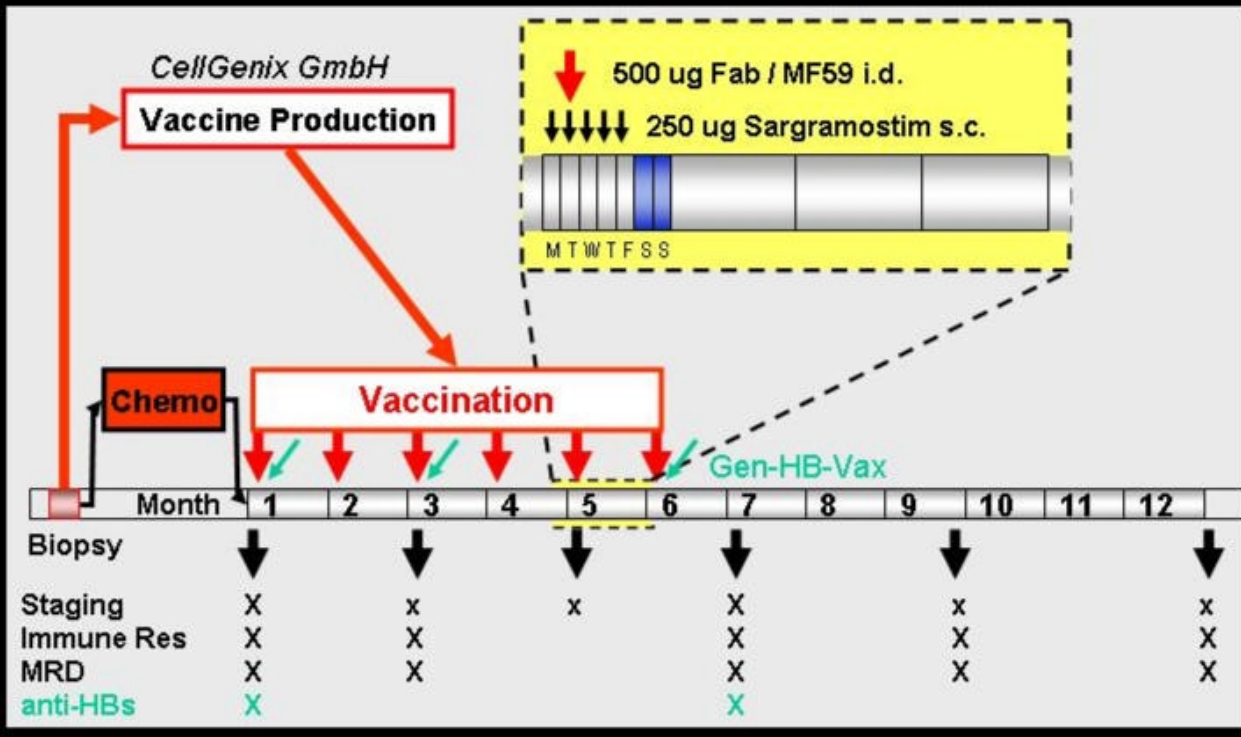 CellGenix GmbH
Vaccine Production
500 ug Fab / MF59 i.d.
250 ug Sargramostim s.c.
M T W T F S S
Chemo
Vaccination
Gen-HB-Vax
Month 1 2 3 4 5 6 7 8 9 10 11 12
Biopsy
Staging X x x X x x
Immune Res X X X X X
MRD X X X X X
anti-HBs X X